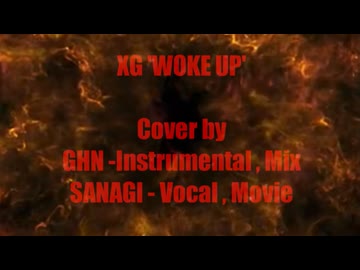 XG 'WOKE UP'
Cover by
GHN -Instrumental , Mix
SANAGI - Vocal , Movie